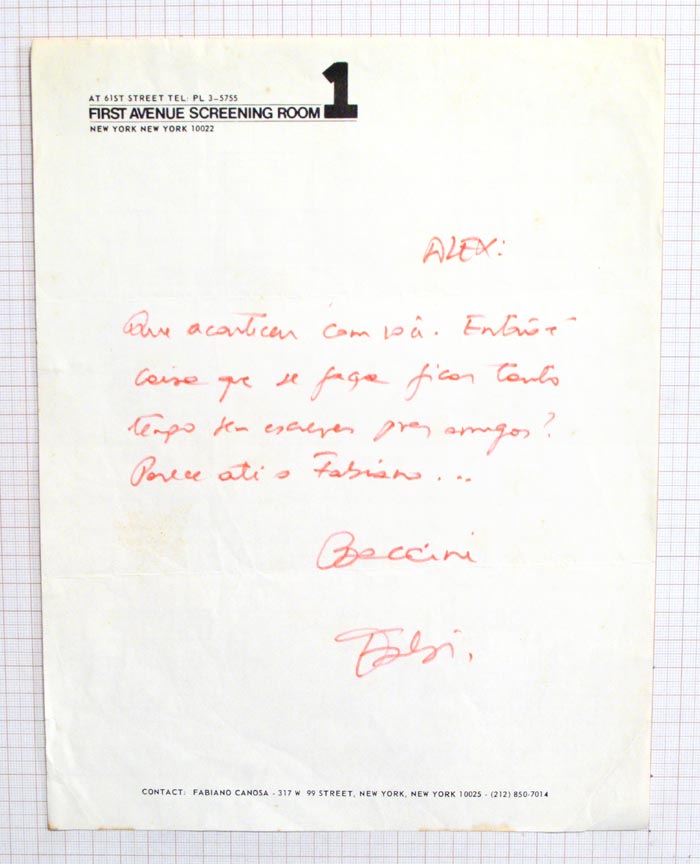 AT 61ST STREET TEL: PL 3-5755
FIRST AVENUE SCREENING ROOM 1
NEW YORK NEW YORK 10022
ALEX:
Que aconteceu com você. Então é
coisa que se faça ficar tanto
tempo sem escrever pros amigos?
Parece até o Fabiano...
Baccini
Fabi.
CONTACT: FABIANO CANOSA - 317 W 99 STREET, NEW YORK, NEW YORK 10025 - (212) 850-7014